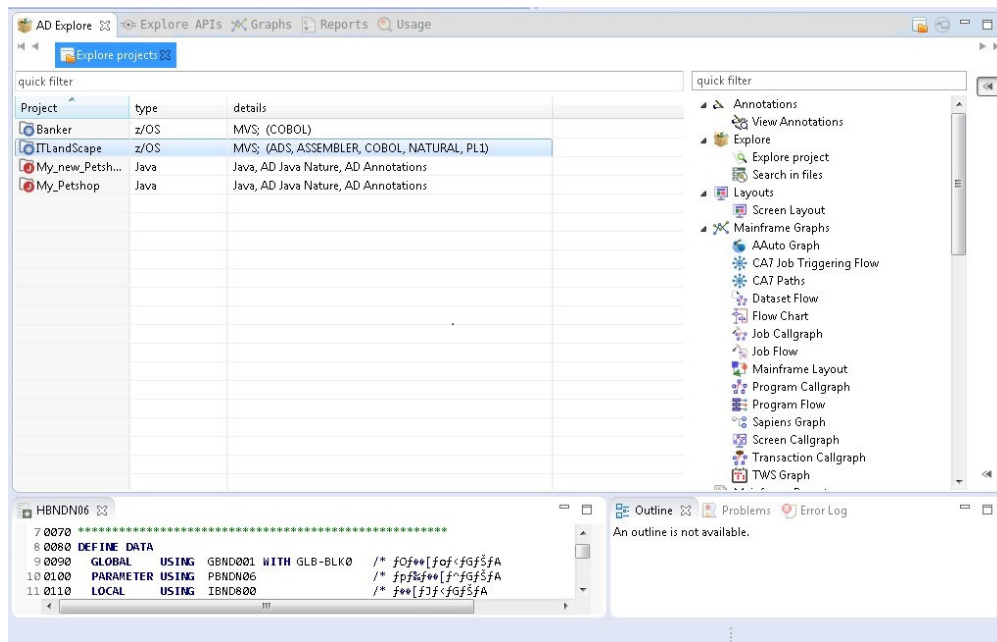 AD Explore Explore APIs Graphs Reports Usage
Explore projects
quick filter
Project type details
Banker z/OS MVS; (COBOL)
ITLandScape z/OS MVS; (ADS, ASSEMBLER, COBOL, NATURAL, PL1)
My_new_Petsh... Java Java, AD Java Nature, AD Annotations
My_Petshop Java Java, AD Java Nature, AD Annotations
quick filter
Annotations
View Annotations
Explore
Explore project
Search in files
Layouts
Screen Layout
Mainframe Graphs
AAuto Graph
CA7 Job Triggering Flow
CA7 Paths
Dataset Flow
Flow Chart
Job Callgraph
Job Flow
Mainframe Layout
Program Callgraph
Program Flow
Sapiens Graph
Screen Callgraph
Transaction Callgraph
TWS Graph
HBNDN06
7 0070 *********************************************************
8 0080 DEFINE DATA
9 0090 GLOBAL USING GBND001 WITH GLB-BLK0 /*
10 0100 PARAMETER USING PBNDN06 /*
11 0110 LOCAL USING IBND800 /*
Outline Problems Error Log
An outline is not available.